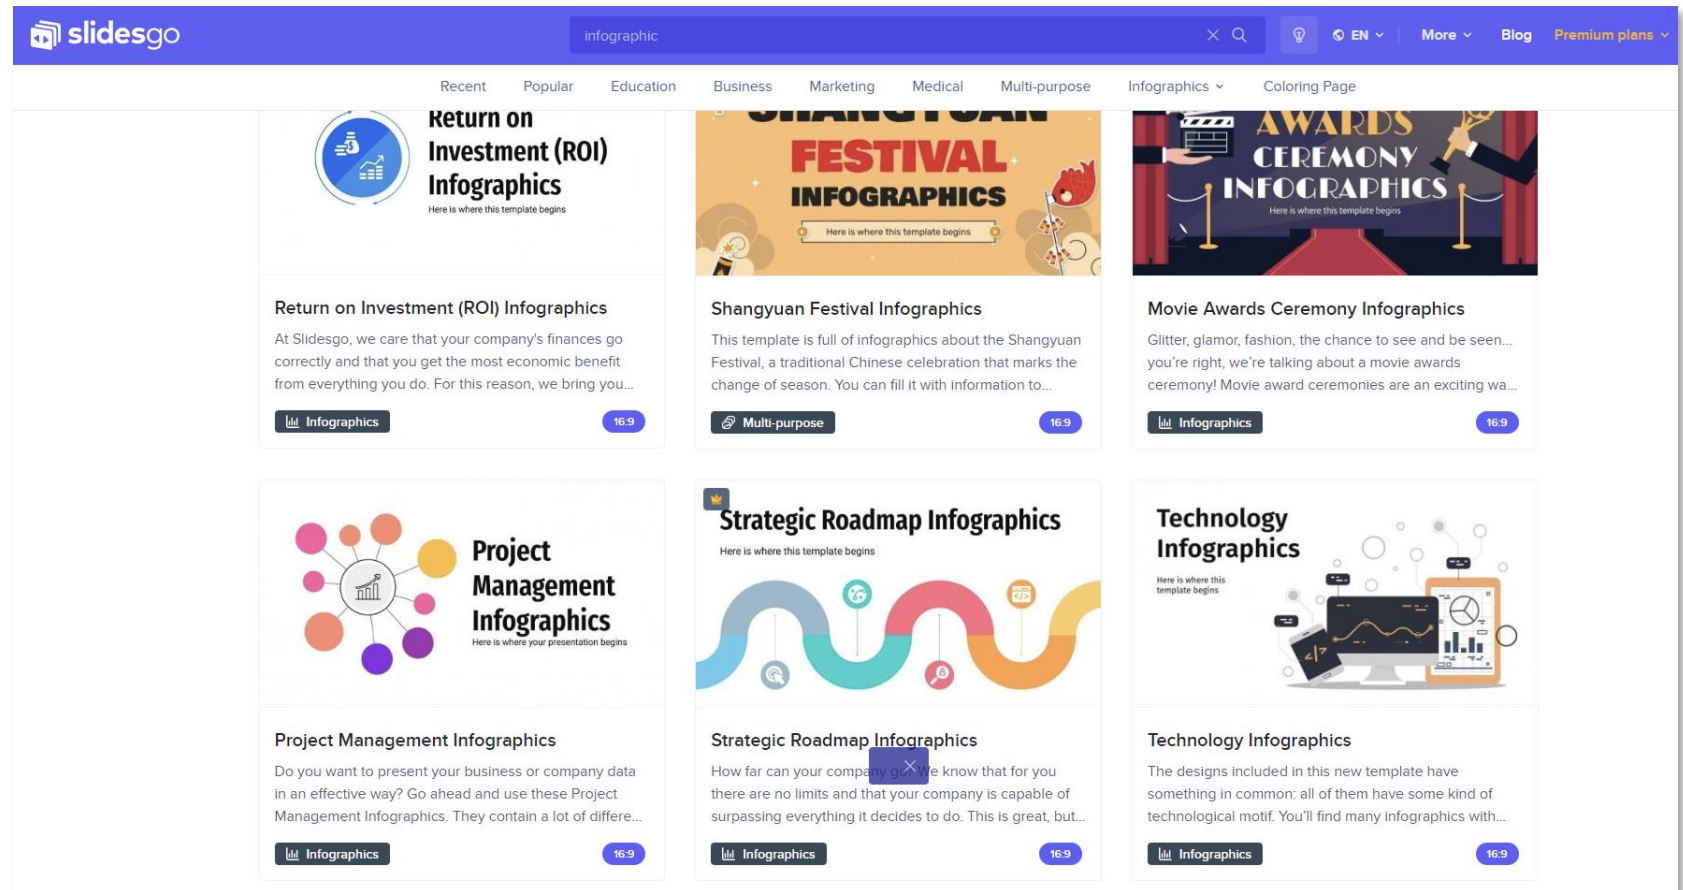 slidesgo
infographic
EN
More
Blog
Premium plans
Recent
Popular
Education
Business
Marketing
Medical
Multi-purpose
Infographics
Coloring Page
Return on
Investment (ROI)
Infographics
Here is where this template begins
SHANGYUAN
FESTIVAL
INFOGRAPHICS
Here is where this template begins
AWARDS
CEREMONY
INFOGRAPHICS
Here is where this template begins
Return on Investment (ROI) Infographics
At Slidesgo, we care that your company's finances go
correctly and that you get the most economic benefit
from everything you do. For this reason, we bring you...
Infographics
16:9
Shangyuan Festival Infographics
This template is full of infographics about the Shangyuan
Festival, a traditional Chinese celebration that marks the
change of season. You can fill it with information to...
Multi-purpose
16:9
Movie Awards Ceremony Infographics
Glitter, glamor, fashion, the chance to see and be seen...
you’re right, we’re talking about a movie awards
ceremony! Movie award ceremonies are an exciting wa...
Infographics
16:9
Project
Management
Infographics
Here is where your presentation begins
Strategic Roadmap Infographics
Here is where this template begins
Technology
Infographics
Here is where this
template begins
</>
</>
Project Management Infographics
Do you want to present your business or company data
in an effective way? Go ahead and use these Project
Management Infographics. They contain a lot of differe...
Infographics
16:9
Strategic Roadmap Infographics
How far can your company go? We know that for you
there are no limits and that your company is capable of
surpassing everything it decides to do. This is great, but...
Infographics
16:9
Technology Infographics
The designs included in this new template have
something in common: all of them have some kind of
technological motif. You’ll find many infographics with...
Infographics
16:9